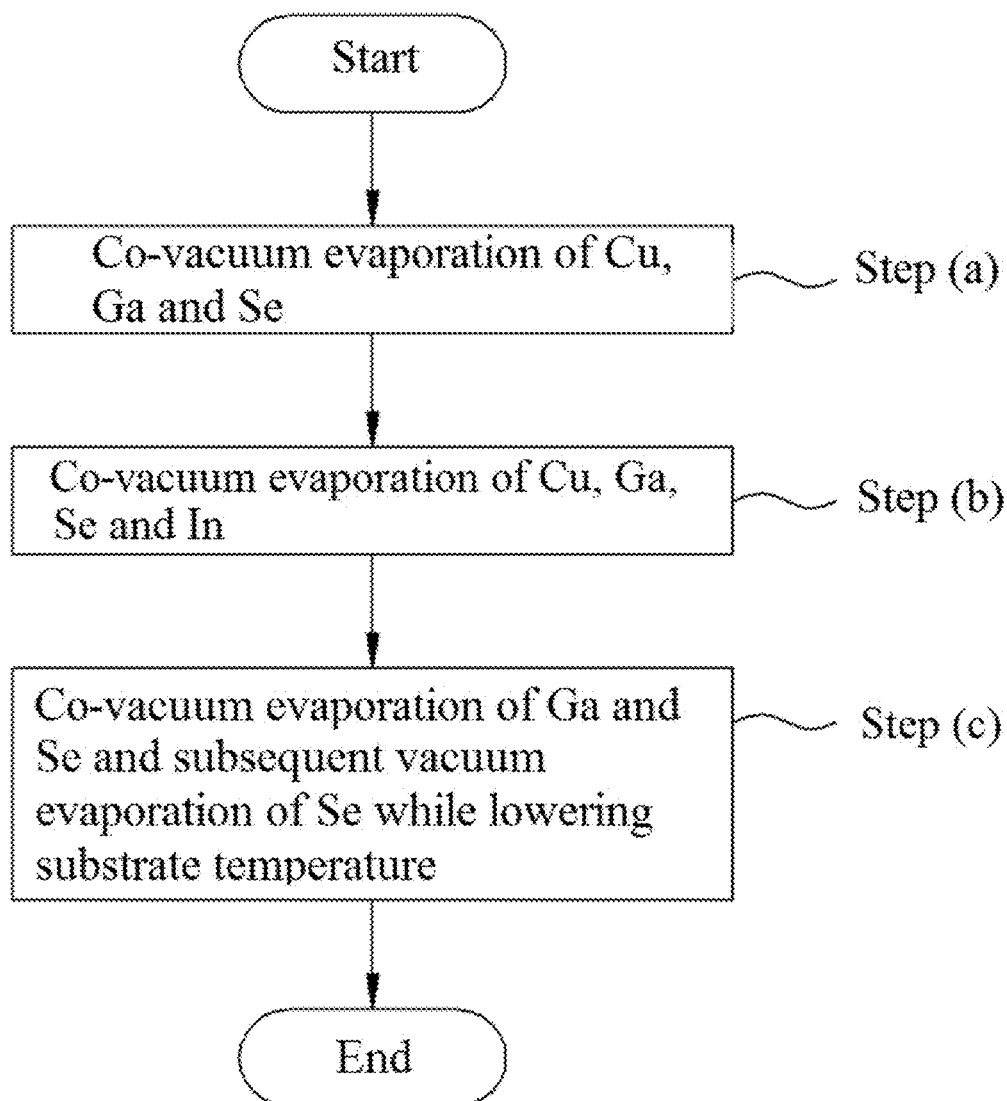 Start
Co-vacuum evaporation of Cu,
Ga and Se
Step (a)
Co-vacuum evaporation of Cu, Ga,
Se and In
Step (b)
Co-vacuum evaporation of Ga and
Se and subsequent vacuum
evaporation of Se while lowering
substrate temperature
Step (c)
End